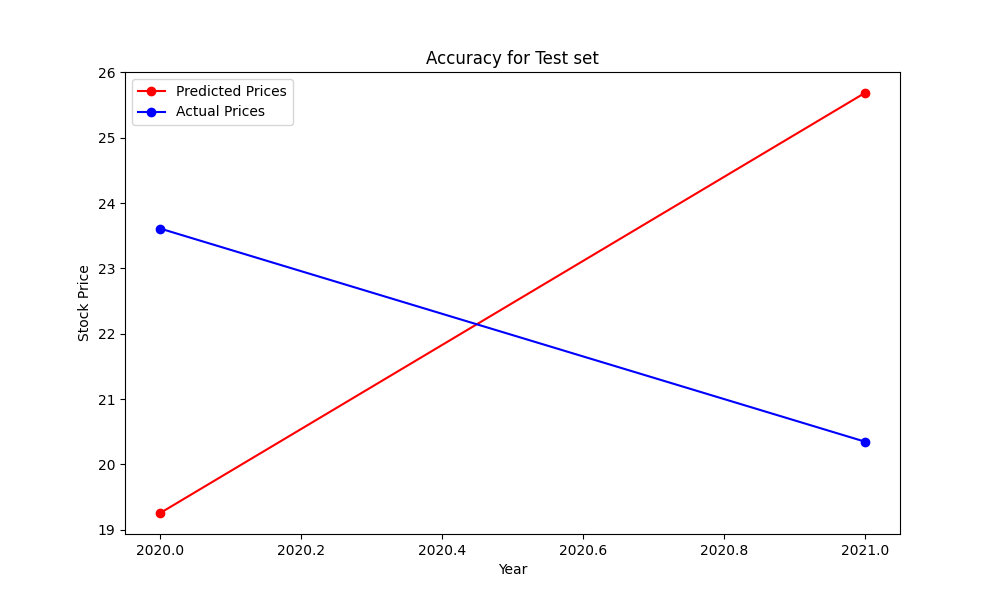 Accuracy for Test set
Predicted Prices
Actual Prices
26
25
24
23
22
21
20
19
Stock Price
2020.0 2020.2 2020.4 2020.6 2020.8 2021.0
Year